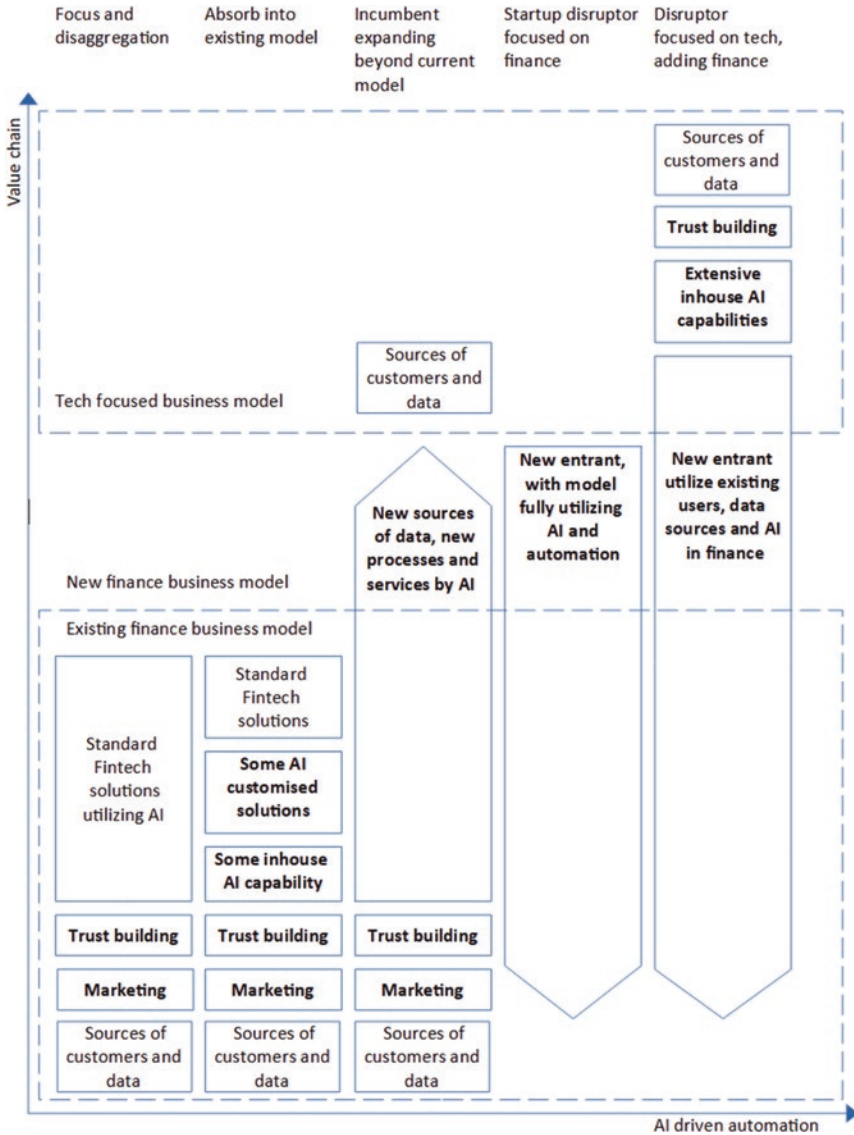 Focus and
disaggregation
Absorb into
existing model
Incumbent
expanding
beyond current
model
Startup disruptor
focused on
finance
Disruptor
focused on tech,
adding finance
Value chain
Sources of
customers and
data
Trust building
Extensive
inhouse AI
capabilities
Sources of
customers and
data
Tech focused business model
New sources
of data, new
processes and
services by AI
New entrant,
with model
fully utilizing
AI and
automation
New entrant
utilize existing
users, data
sources and AI
in finance
New finance business model
Existing finance business model
Standard
Fintech
solutions
utilizing AI
Standard
Fintech
solutions
Some AI
customised
solutions
Some inhouse
AI capability
Trust building
Trust building
Trust building
Marketing
Marketing
Marketing
Sources of
customers and
data
Sources of
customers and
data
Sources of
customers and
data
AI driven automation